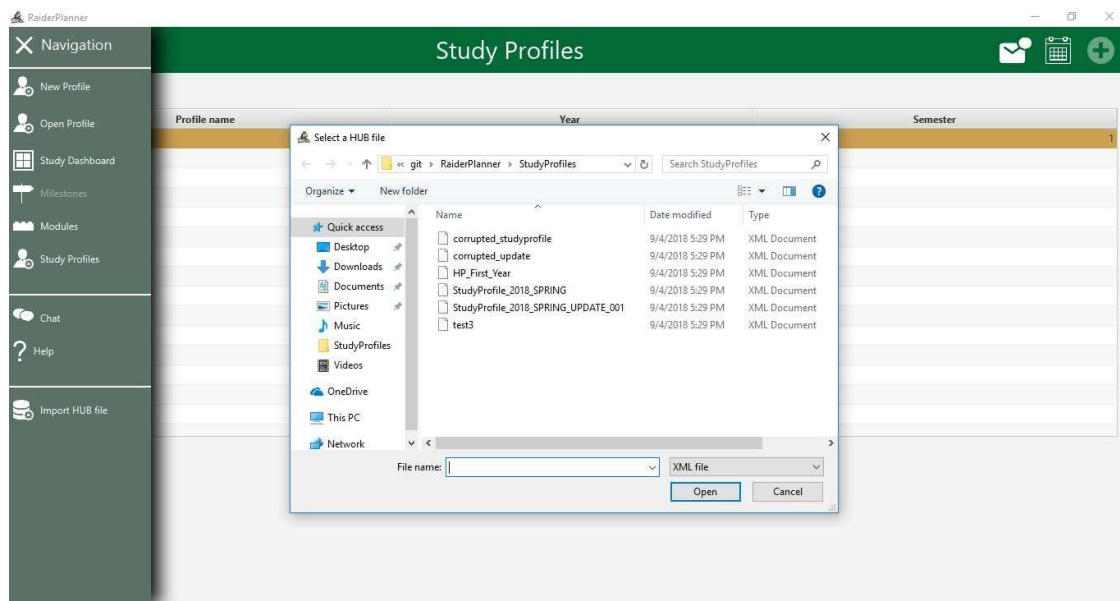 RaiderPlanner
Navigation
Study Profiles
New Profile
Open Profile
Study Dashboard
Milestones
Modules
Study Profiles
Chat
Help
Import HUB file
Profile name Year Semester
1
Select a HUB file
« git › RaiderPlanner › StudyProfiles
Search StudyProfiles
Organize New folder
Quick access
Desktop
Downloads
Documents
Pictures
Music
StudyProfiles
Videos
OneDrive
This PC
Network
Name Date modified Type
corrupted_studyprofile 9/4/2018 5:29 PM XML Document
corrupted_update 9/4/2018 5:29 PM XML Document
HP_First_Year 9/4/2018 5:29 PM XML Document
StudyProfile_2018_SPRING 9/4/2018 5:29 PM XML Document
StudyProfile_2018_SPRING_UPDATE_001 9/4/2018 5:29 PM XML Document
test3 9/4/2018 5:29 PM XML Document
File name: XML file
Open Cancel